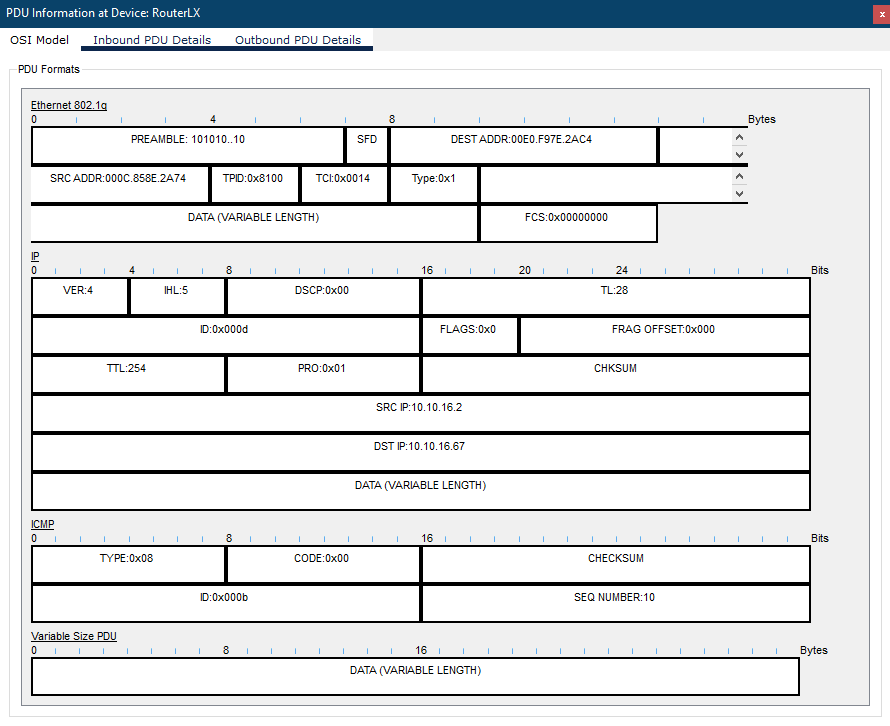 PDU Information at Device: RouterLX
x
OSI Model Inbound PDU Details Outbound PDU Details
PDU Formats
Ethernet 802.1q
0 4 8 Bytes
PREAMBLE: 101010..10 SFD DEST ADDR:00E0.F97E.2AC4
SRC ADDR:000C.858E.2A74 TPID:0x8100 TCI:0x0014 Type:0x1
DATA (VARIABLE LENGTH) FCS:0x00000000
IP
0 4 8 16 20 24 Bits
VER:4 IHL:5 DSCP:0x00 TL:28
ID:0x000d FLAGS:0x0 FRAG OFFSET:0x000
TTL:254 PRO:0x01 CHKSUM
SRC IP:10.10.16.2
DST IP:10.10.16.67
DATA (VARIABLE LENGTH)
ICMP
0 8 16 Bits
TYPE:0x08 CODE:0x00 CHECKSUM
ID:0x000b SEQ NUMBER:10
Variable Size PDU
0 8 16 Bytes
DATA (VARIABLE LENGTH)